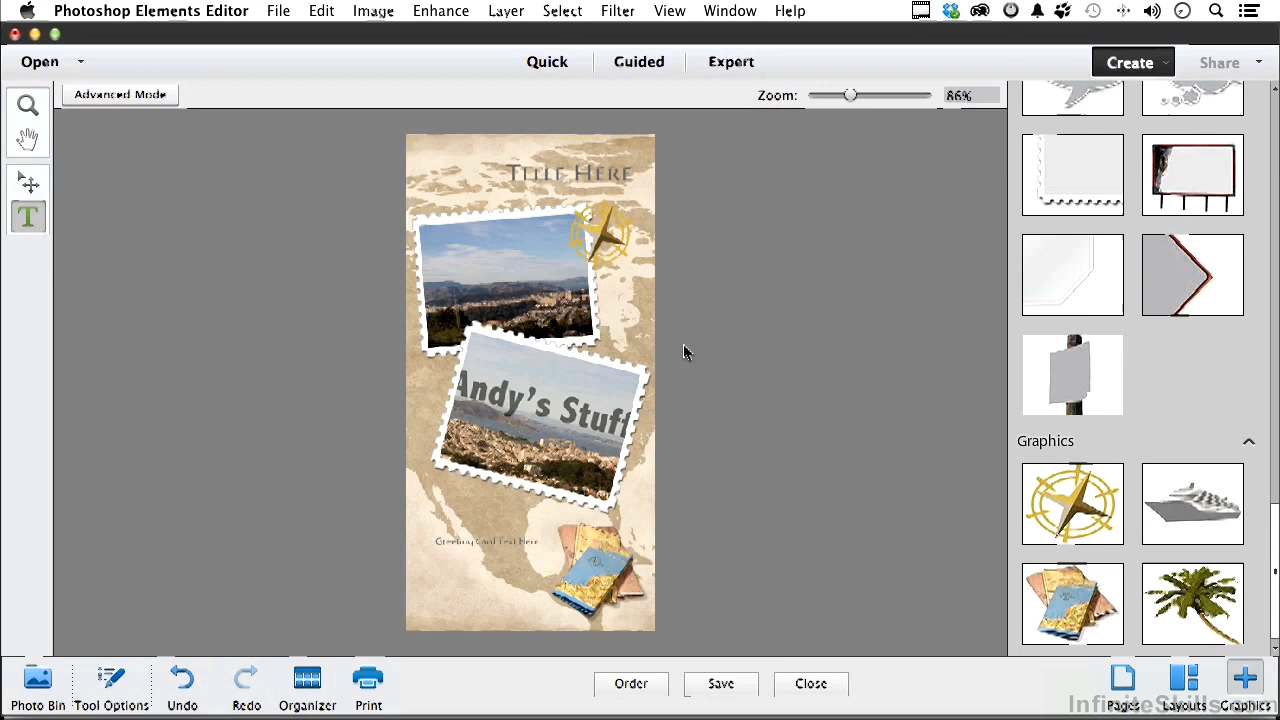 Photoshop Elements Editor File Edit Image Enhance Layer Select Filter View Window Help
Open Quick Guided Expert Create Share
Advanced Mode Zoom: 86%
TITLE HERE
Andy's Stuff
Greeting Card Text Here
Graphics
Order Save Close
Photo Bin Tool Options Undo Redo Organizer Print Pages Layouts Graphics
InfiniteSkills.com